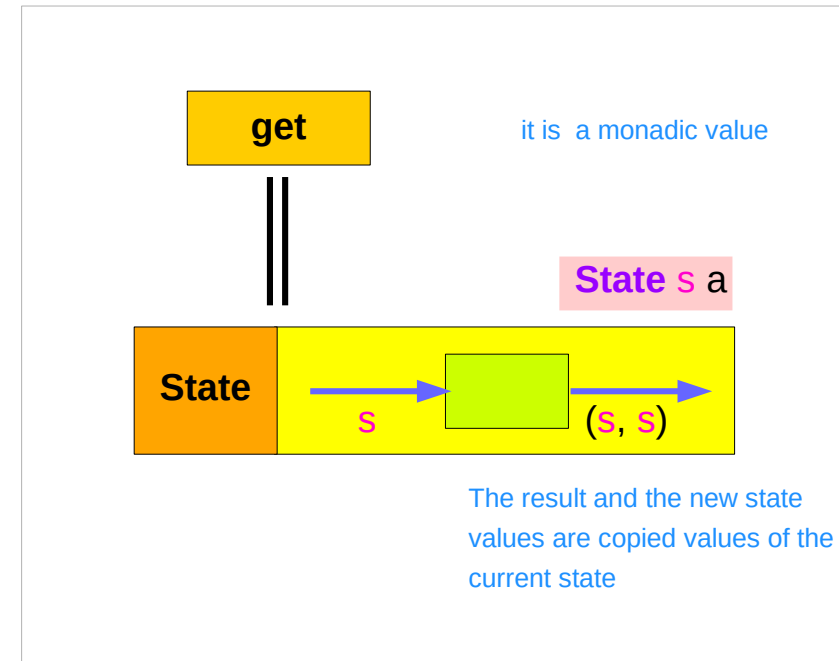 get
it is a monadic value
State s a
State
s
(s, s)
The result and the new state
values are copied values of the
current state